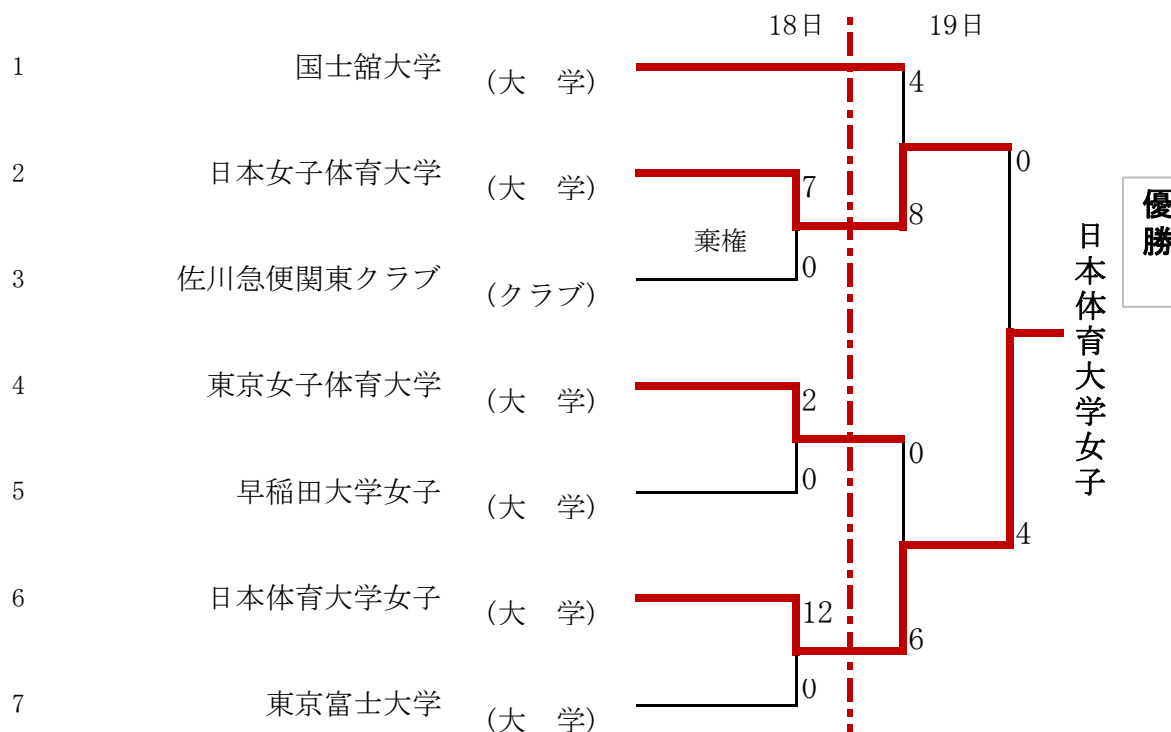 18日 19日
1 国士舘大学 (大　学) 4
0
2 日本女子体育大学 (大　学) 7
8
棄権
3 佐川急便関東クラブ (クラブ) 0
優勝
日本体育大学女子
4 東京女子体育大学 (大　学) 2
0
5 早稲田大学女子 (大　学) 0
4
6 日本体育大学女子 (大　学) 12
6
7 東京富士大学 (大　学) 0